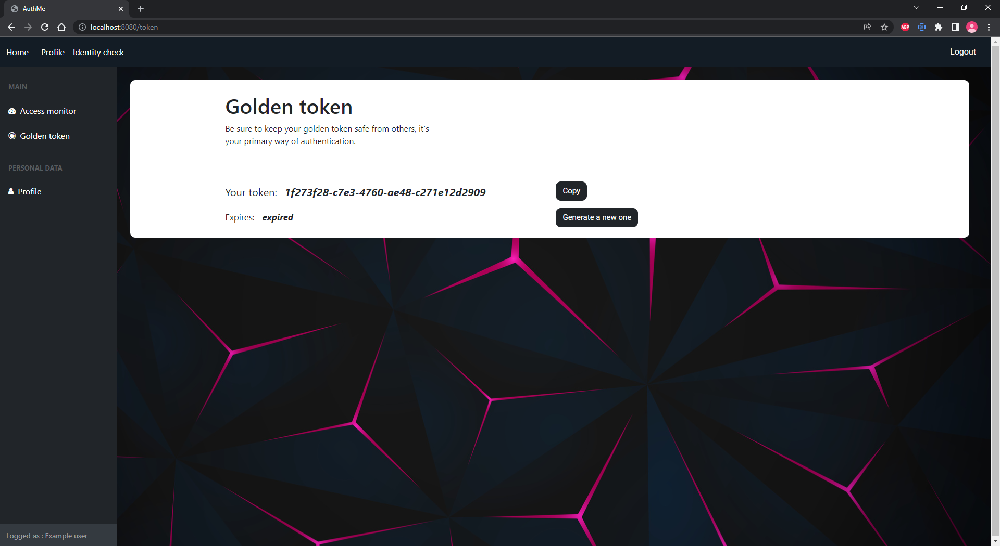 AuthMe
localhost:8080/token
ABP
Home Profile Identity check Logout
MAIN
Access monitor
Golden token
PERSONAL DATA
Profile
Golden token
Be sure to keep your golden token safe from others, it's
your primary way of authentication.
Your token: 1f273f28-c7e3-4760-ae48-c271e12d2909 Copy
Expires: expired Generate a new one
Logged as : Example user